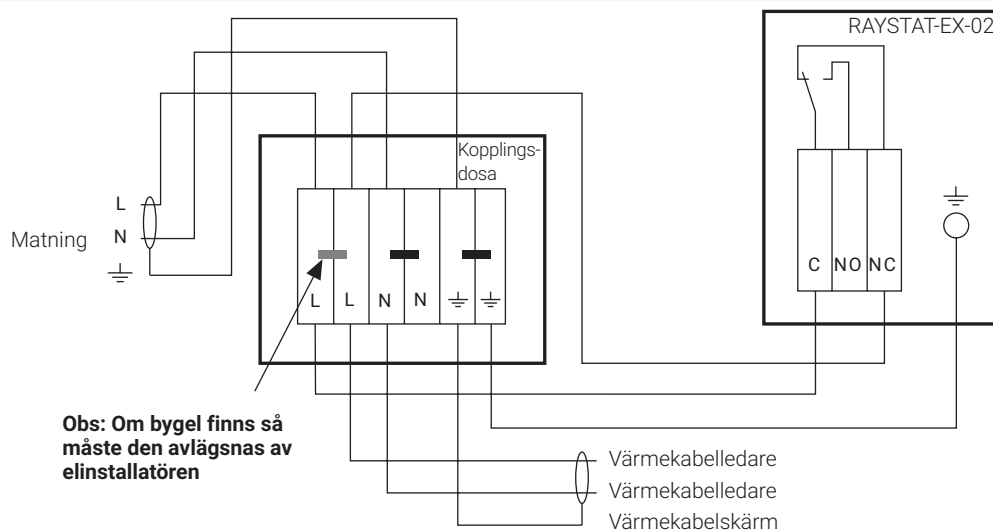 RAYSTAT-EX-02
Kopplings-
dosa
L
Matning N
L L N N
C NO NC
Obs: Om bygel finns så
måste den avlägsnas av
elinstallatören
Värmekabelledare
Värmekabelledare
Värmekabelskärm